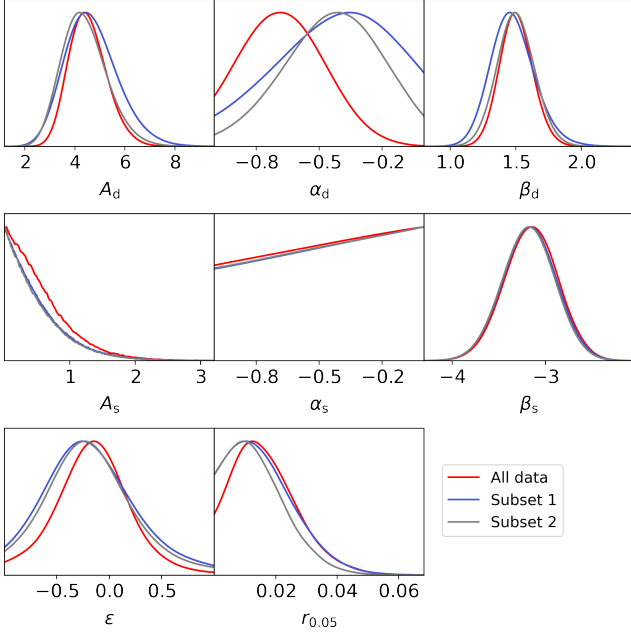 2 4 6 8 −0.8 −0.5 −0.2 1.0 1.5 2.0
A_d α_d β_d
1 2 3 −0.8 −0.5 −0.2 −4 −3
A_s α_s β_s
All data
Subset 1
Subset 2
−0.5 0.0 0.5 0.02 0.04 0.06
ε r_0.05